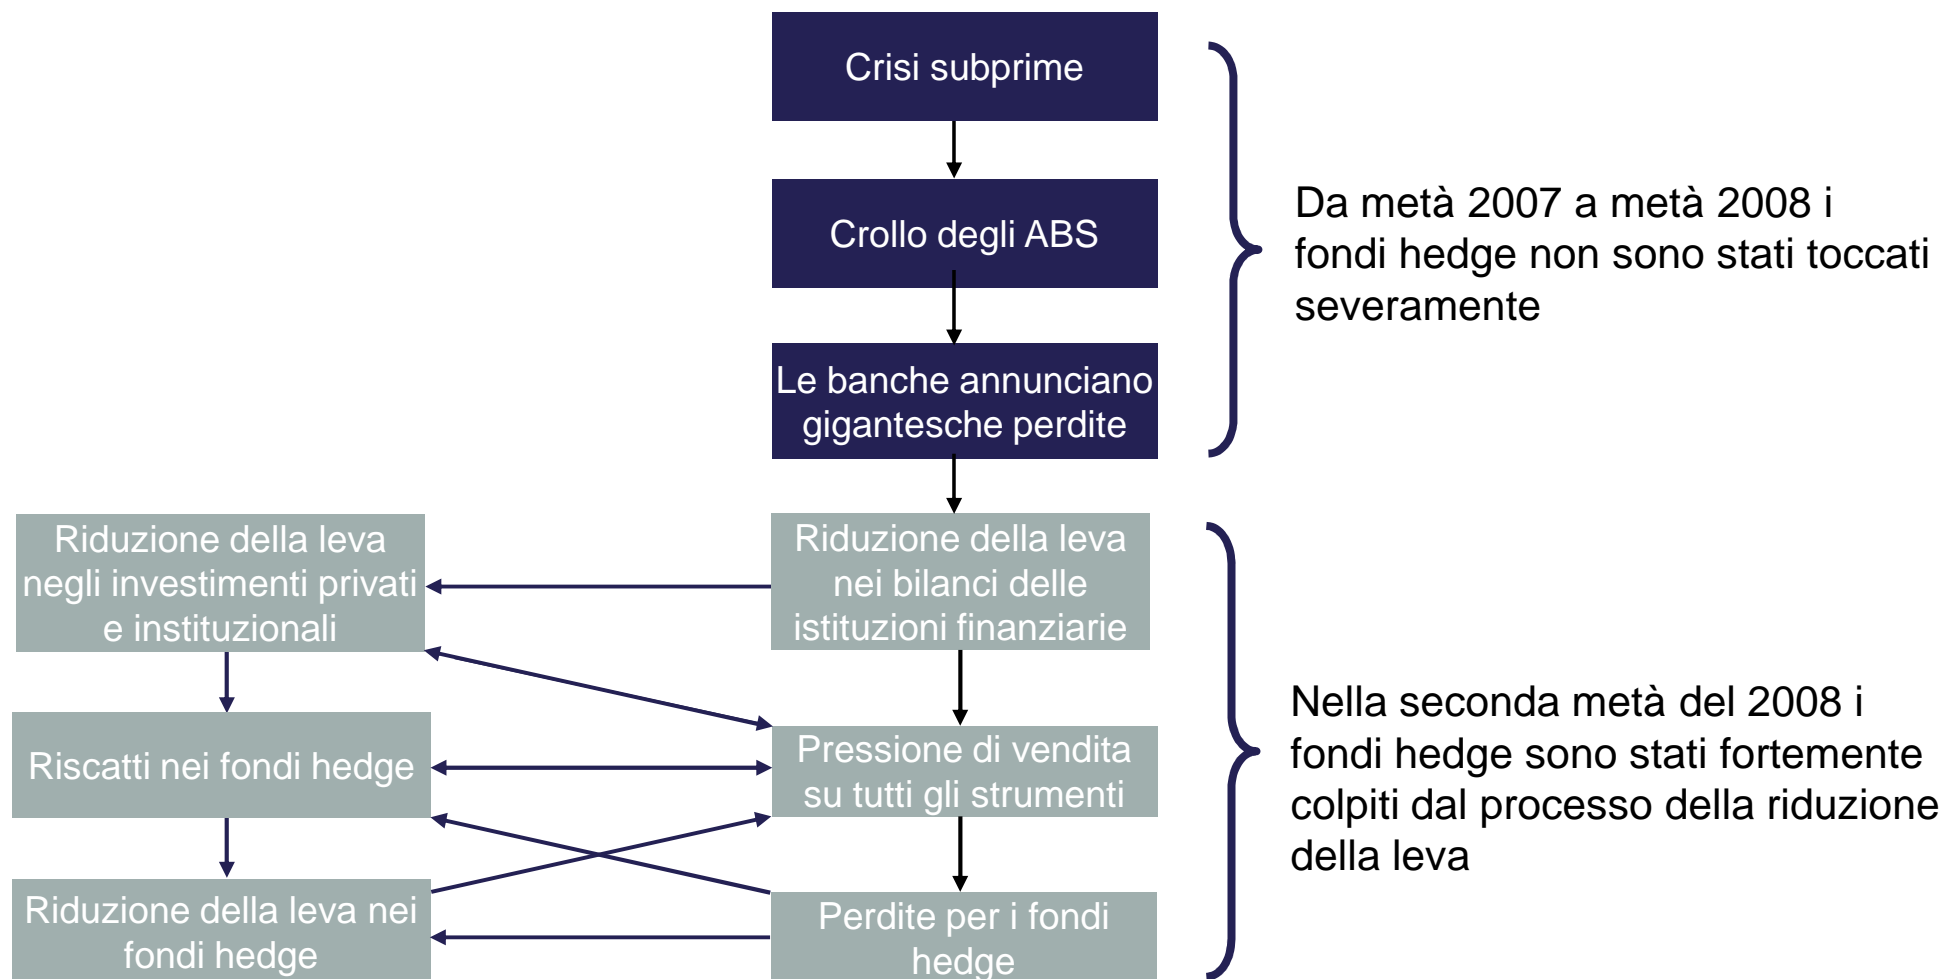 Crisi subprime
Crollo degli ABS
Le banche annunciano
gigantesche perdite
Da metà 2007 a metà 2008 i
fondi hedge non sono stati toccati
severamente
Riduzione della leva
negli investimenti privati
e instituzionali
Riduzione della leva
nei bilanci delle
istituzioni finanziarie
Riscatti nei fondi hedge
Pressione di vendita
su tutti gli strumenti
Riduzione della leva nei
fondi hedge
Perdite per i fondi
hedge
Nella seconda metà del 2008 i
fondi hedge sono stati fortemente
colpiti dal processo della riduzione
della leva